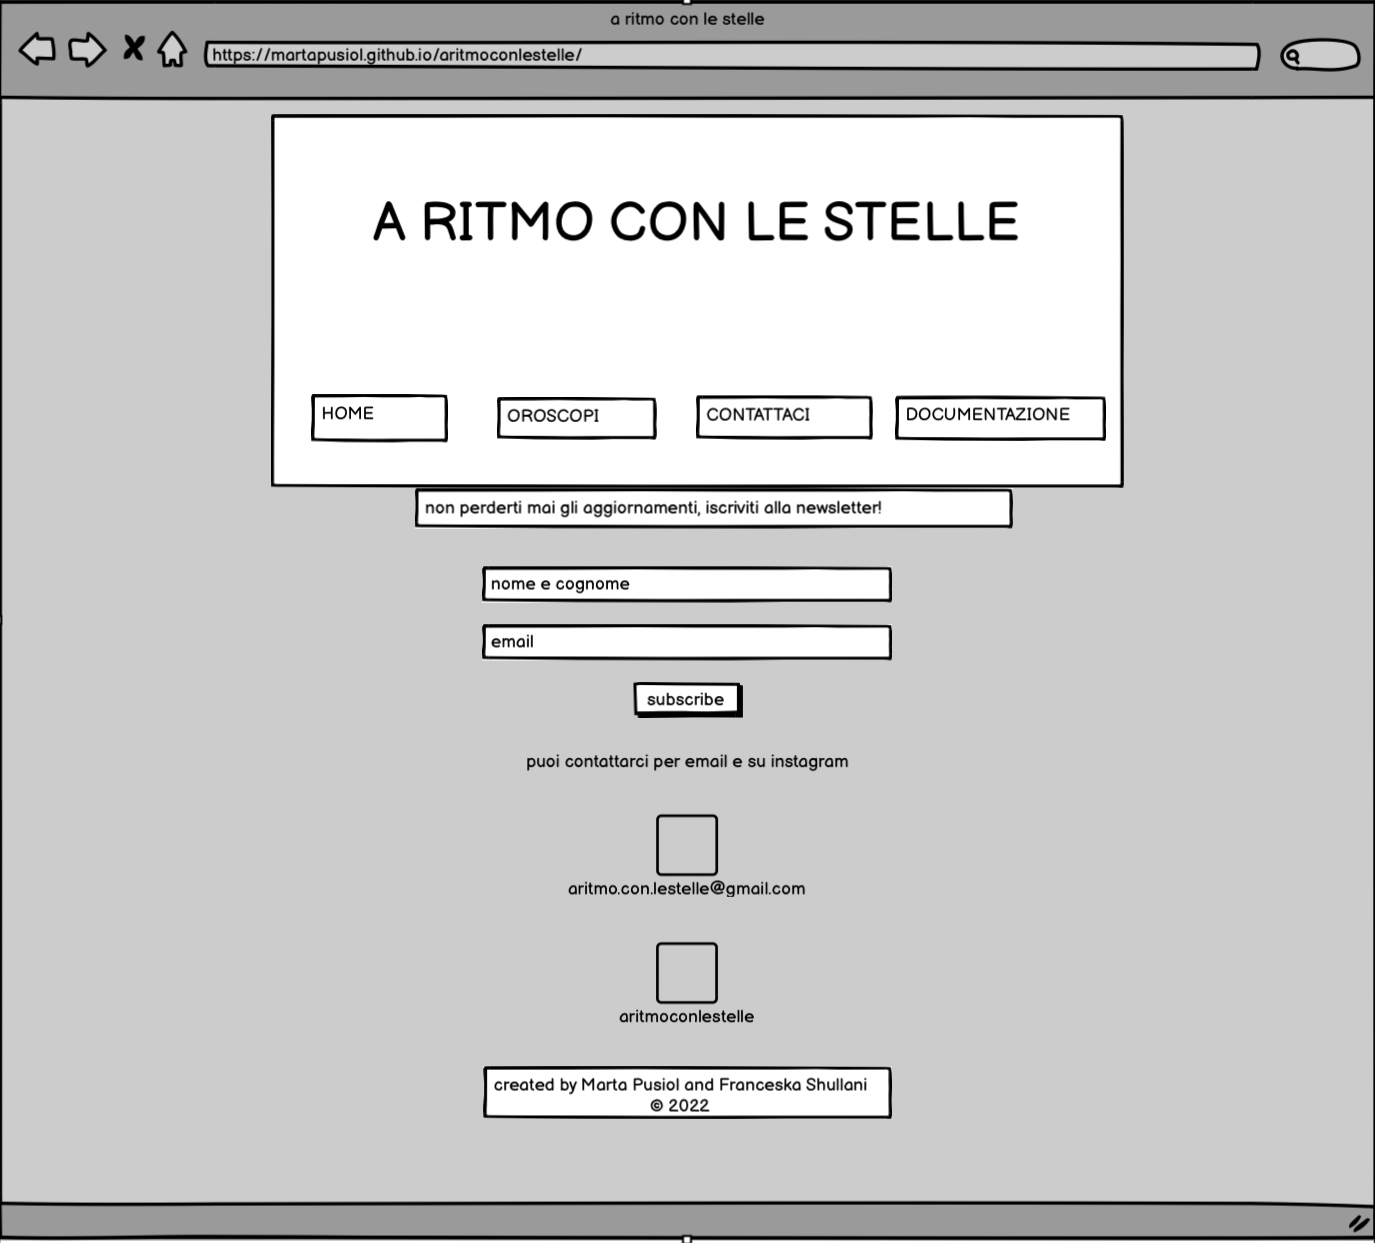 a ritmo con le stelle
https://martapusiol.github.io/aritmoconlestelle/
A RITMO CON LE STELLE
HOME
OROSCOPI
CONTATTACI
DOCUMENTAZIONE
non perderti mai gli aggiornamenti, iscriviti alla newsletter!
nome e cognome
email
subscribe
puoi contattarci per email e su instagram
aritmo.con.lestelle@gmail.com
aritmoconlestelle
created by Marta Pusiol and Franceska Shullani
© 2022